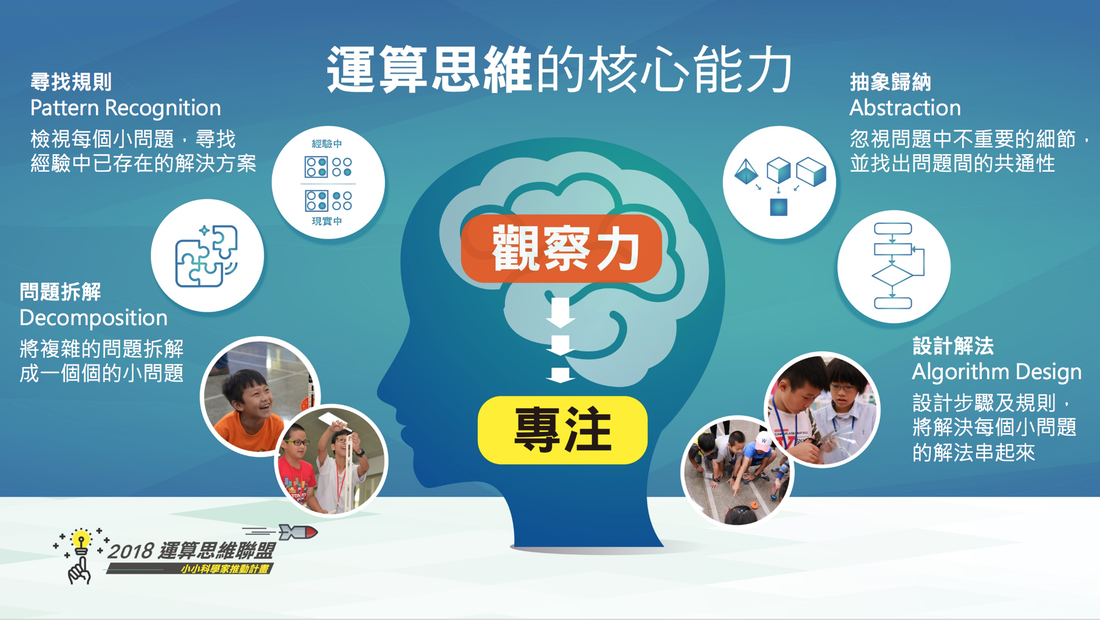 運算思維的核心能力
尋找規則
Pattern Recognition
檢視每個小問題，尋找
經驗中已存在的解決方案
經驗中
現實中
問題拆解
Decomposition
將複雜的問題拆解
成一個個的小問題
觀察力
專注
抽象歸納
Abstraction
忽視問題中不重要的細節，
並找出問題間的共通性
設計解法
Algorithm Design
設計步驟及規則，
將解決每個小問題
的解法串起來
2018 運算思維聯盟
小小科學家推動計畫